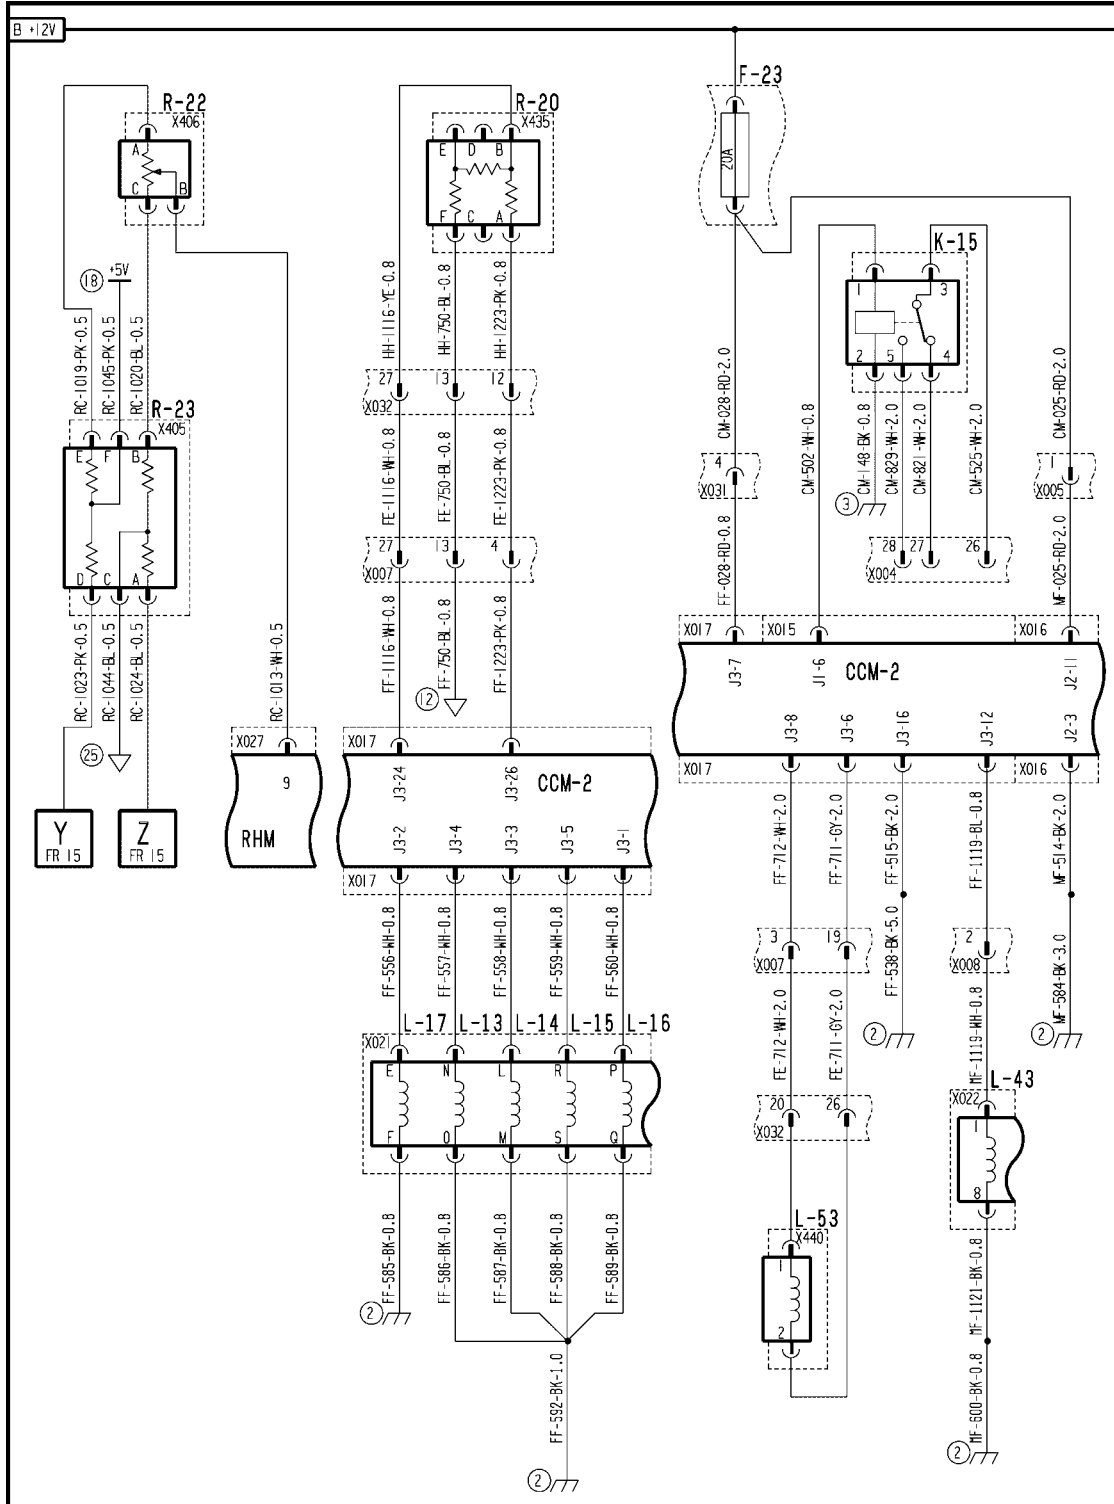 B +12V
F-23
20A
R-22
X406
A
C
B
R-20
X435
E D B
F C A
K-15
1
3
2
5
4
18
+5V
RC-1019-PK-0.5
RC-1045-PK-0.5
RC-1020-BL-0.5
HH-1116-YE-0.8
HH-750-BL-0.8
HH-1223-PK-0.8
27
13
12
X032
CM-028-RD-2.0
CM-502-WH-0.8
CM-148-BK-0.8
CM-829-WH-2.0
CM-821-WH-2.0
CM-525-WH-2.0
CM-025-RD-2.0
R-23
X405
E F B
D C A
4
X031
3
1
X005
FE-1116-WH-0.8
FE-750-BL-0.8
FE-1223-PK-0.8
27
13
4
X007
28
27
26
X004
FF-028-RD-0.8
MF-025-RD-2.0
RC-1023-PK-0.5
RC-1044-BL-0.5
RC-1024-BL-0.5
RC-1013-WH-0.5
FF-1116-WH-0.8
FF-750-BL-0.8
FF-1223-PK-0.8
X017
X015
X016
J3-7
J1-6
CCM-2
J2-11
J3-8
J3-6
J3-16
J3-12
J2-3
X017
X016
12
25
X027
9
RHM
X017
J3-24
J3-26
CCM-2
J3-2
J3-4
J3-3
J3-5
J3-1
X017
Y
FR 15
Z
FR 15
FF-712-WH-2.0
FF-711-GY-2.0
FF-515-BK-2.0
FF-1119-BL-0.8
MF-514-BK-2.0
FF-556-WH-0.8
FF-557-WH-0.8
FF-558-WH-0.8
FF-559-WH-0.8
FF-560-WH-0.8
3
19
X007
FF-538-BK-5.0
2
X008
MF-584-BK-3.0
L-17
L-13
L-14
L-15
L-16
X021
E
N
L
R
P
F
O
M
S
Q
FE-712-WH-2.0
FE-711-GY-2.0
2
MF-1119-WH-0.8
2
20
26
X032
L-43
X022
1
8
FF-585-BK-0.8
FF-586-BK-0.8
FF-587-BK-0.8
FF-588-BK-0.8
FF-589-BK-0.8
2
L-53
X440
1
2
MF-1121-BK-0.8
FF-592-BK-1.0
MF-600-BK-0.8
2
2